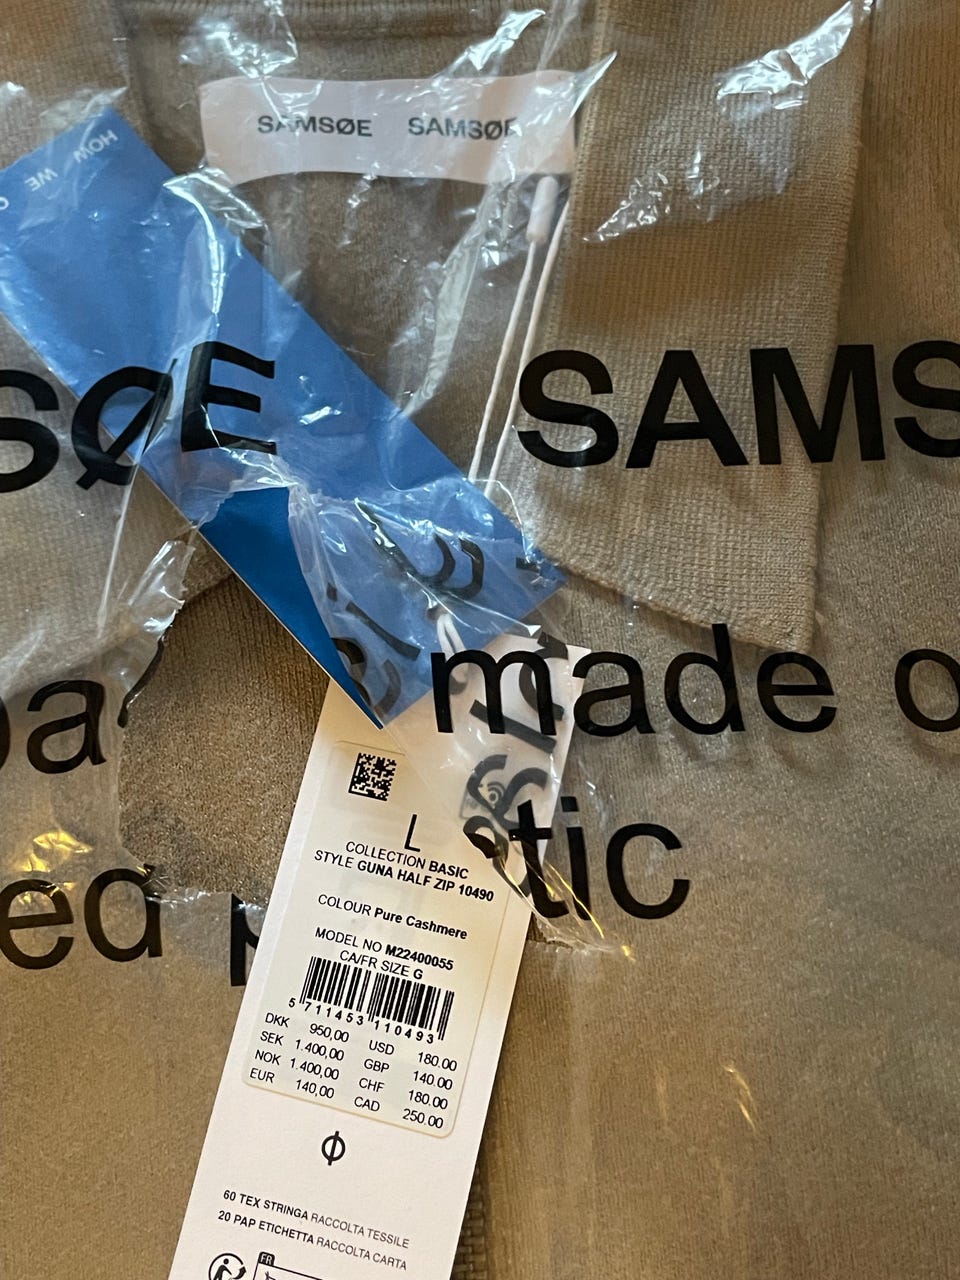 SAMSØE SAMSØE
HOW
WE
SØE SAMS
made o
ed p tic
L
COLLECTION BASIC
STYLE GUNA HALF ZIP 10490
COLOUR Pure Cashmere
MODEL NO M22400055
CA/FR SIZE G
5 711453 110493
DKK 950,00 USD 180.00
SEK 1.400,00 GBP 140.00
NOK 1.400,00 CHF 180.00
EUR 140,00 CAD 250.00
60 TEX STRINGA RACCOLTA TESSILE
20 PAP ETICHETTA RACCOLTA CARTA
FR